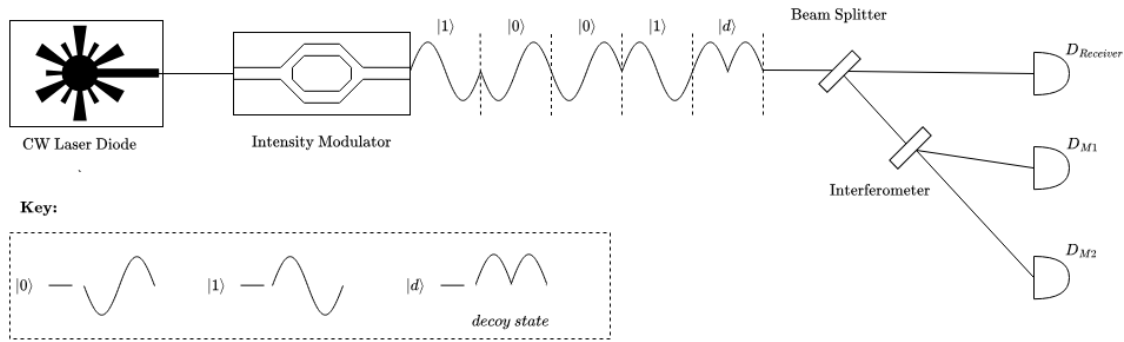 |1⟩ |0⟩ |0⟩ |1⟩ |d⟩
Beam Splitter
D_Receiver
CW Laser Diode
Intensity Modulator
D_M1
Interferometer
Key:
D_M2
|0⟩ — |1⟩ — |d⟩ —
decoy state